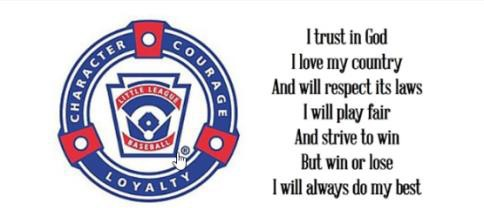 CHARACTER
COURAGE
LITTLE LEAGUE
BASEBALL
®
LOYALTY
I trust in God
I love my country
And will respect its laws
I will play fair
And strive to win
But win or lose
I will always do my best